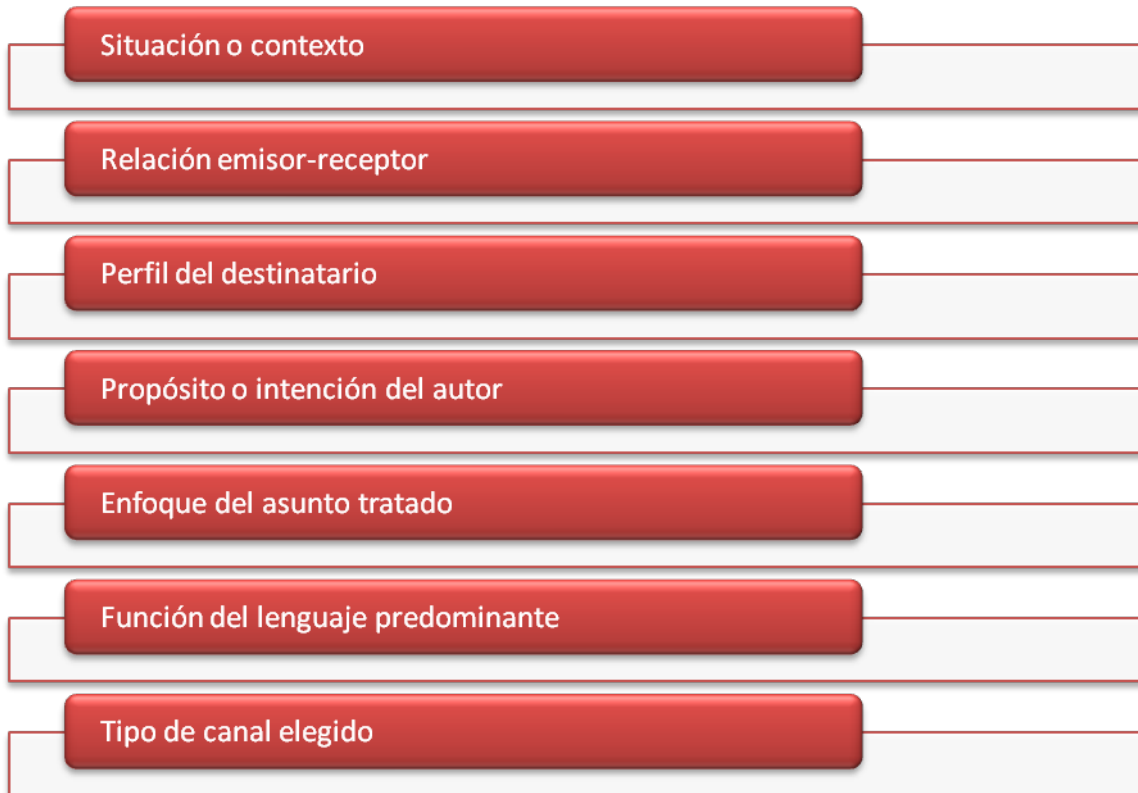 Situación o contexto
Relación emisor-receptor
Perfil del destinatario
Propósito o intención del autor
Enfoque del asunto tratado
Función del lenguaje predominante
Tipo de canal elegido